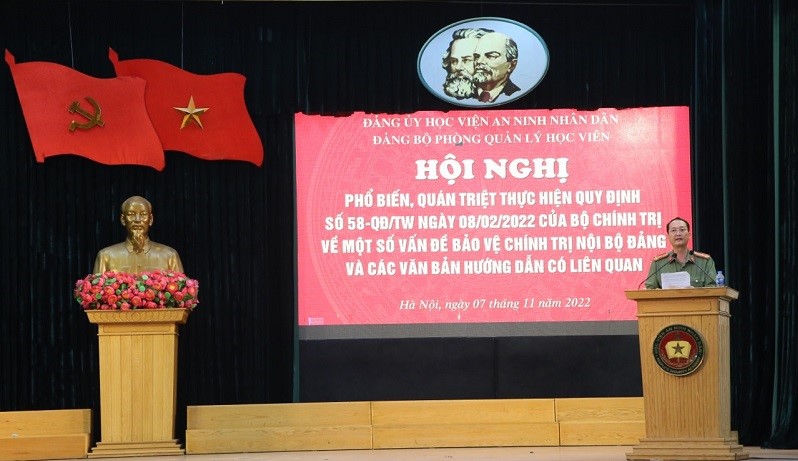 ĐẢNG ỦY HỌC VIỆN AN NINH NHÂN DÂN
ĐẢNG BỘ PHÒNG QUẢN LÝ HỌC VIÊN
HỘI NGHỊ
PHỔ BIẾN, QUÁN TRIỆT THỰC HIỆN QUY ĐỊNH
SỐ 58-QĐ/TW NGÀY 08/02/2022 CỦA BỘ CHÍNH TRỊ
VỀ MỘT SỐ VẤN ĐỀ BẢO VỆ CHÍNH TRỊ NỘI BỘ ĐẢNG
VÀ CÁC VĂN BẢN HƯỚNG DẪN CÓ LIÊN QUAN
Hà Nội, ngày 07 tháng 11 năm 2022